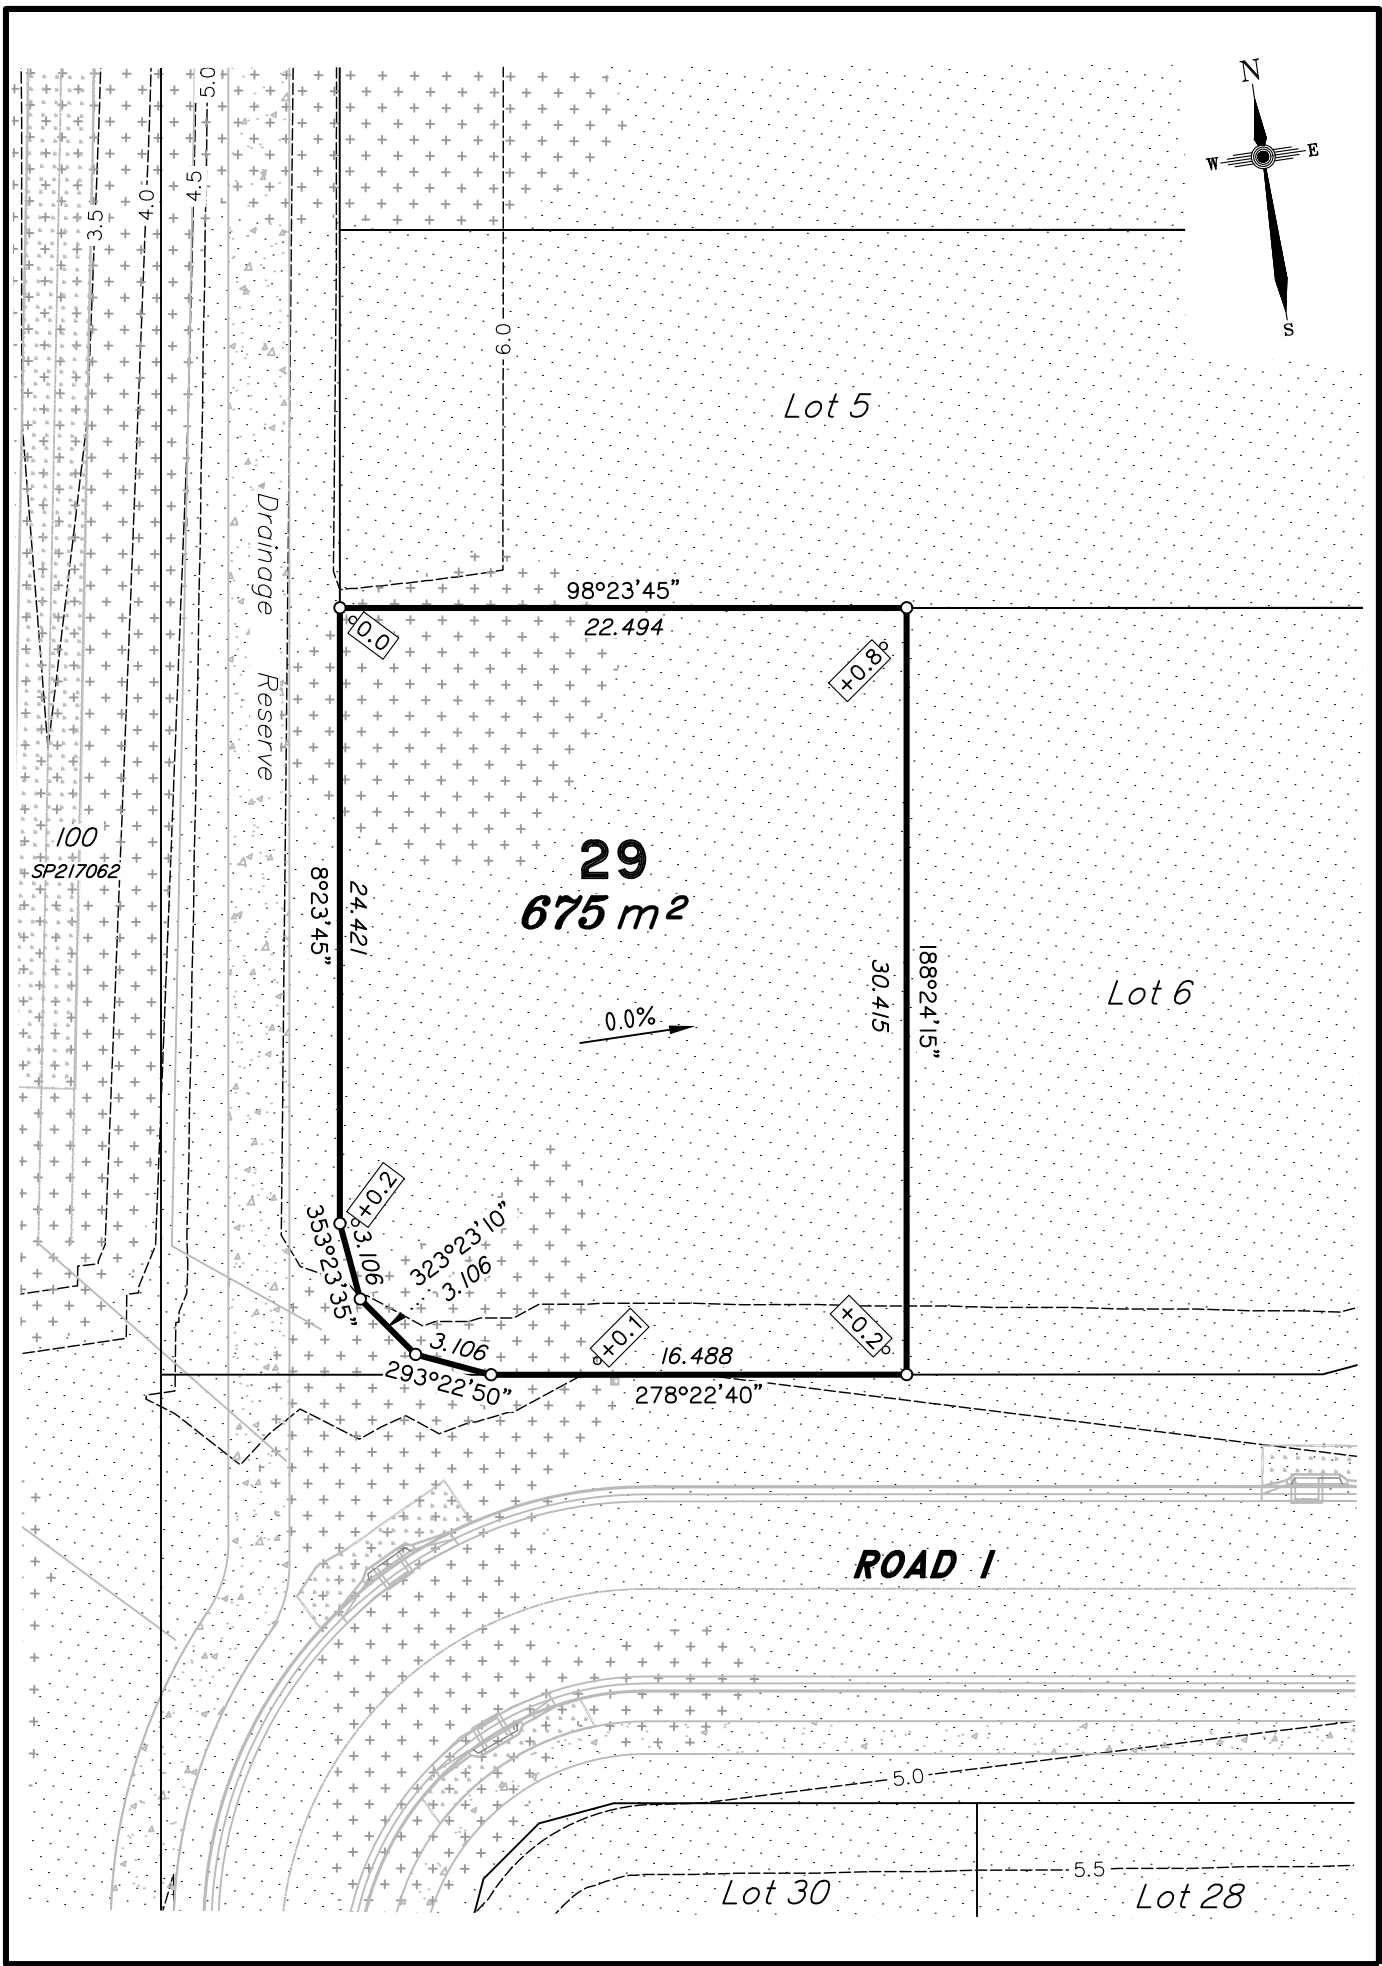 N
W
E
S
5.0
4.5
4.0
3.5
6.0
Lot 5
Drainage Reserve
98°23'45"
22.494
0.0
+0.8
100
SP217062
29
675 m²
8°23'45"
24.421
188°24'15"
30.415
Lot 6
0.0%
+0.2
353°23'35"
3.106
323°23'10"
3.106
3.106
293°22'50"
+0.1
16.488
278°22'40"
+0.2
ROAD 1
5.0
5.5
Lot 30
Lot 28